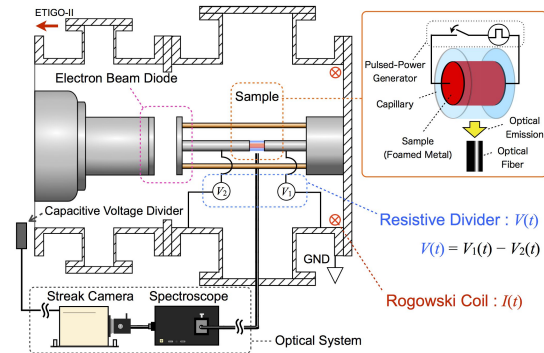 ETIGO-II
Electron Beam Diode
Sample
Pulsed-Power
Generator
Capillary
Sample
(Foamed Metal)
Optical
Emission
Optical
Fiber
V2
V1
Capacitive Voltage Divider
Resistive Divider : V(t)
V(t) = V1(t) − V2(t)
GND
Streak Camera
Spectroscope
Rogowski Coil : I(t)
Optical System